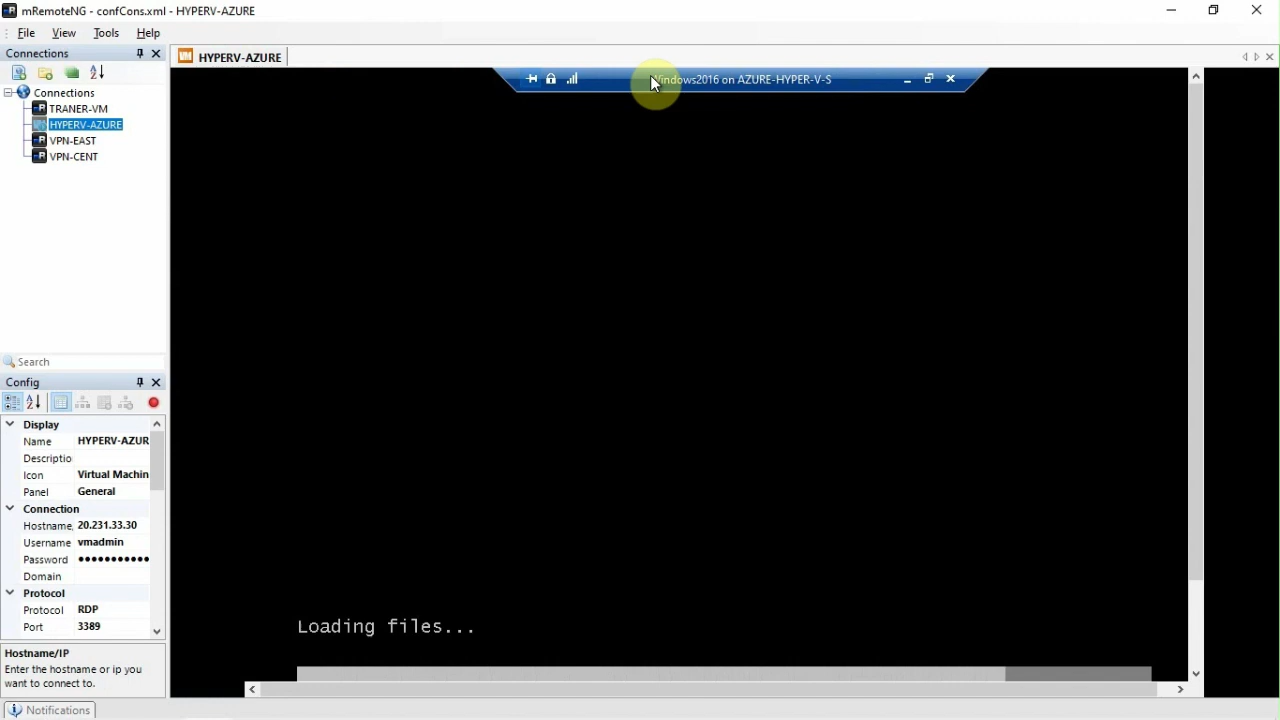 mRemoteNG - confCons.xml - HYPERV-AZURE
File View Tools Help
Connections
HYPERV-AZURE
Windows2016 on AZURE-HYPER-V-S
Connections
TRANER-VM
HYPERV-AZURE
VPN-EAST
VPN-CENT
Search
Config
Display
Name HYPERV-AZUR
Descriptio
Icon Virtual Machin
Panel General
Connection
Hostname, 20.231.33.30
Username vmadmin
Password ●●●●●●●●●●●
Domain
Protocol
Protocol RDP
Port 3389
Hostname/IP
Enter the hostname or ip you
want to connect to.
Loading files...
Notifications